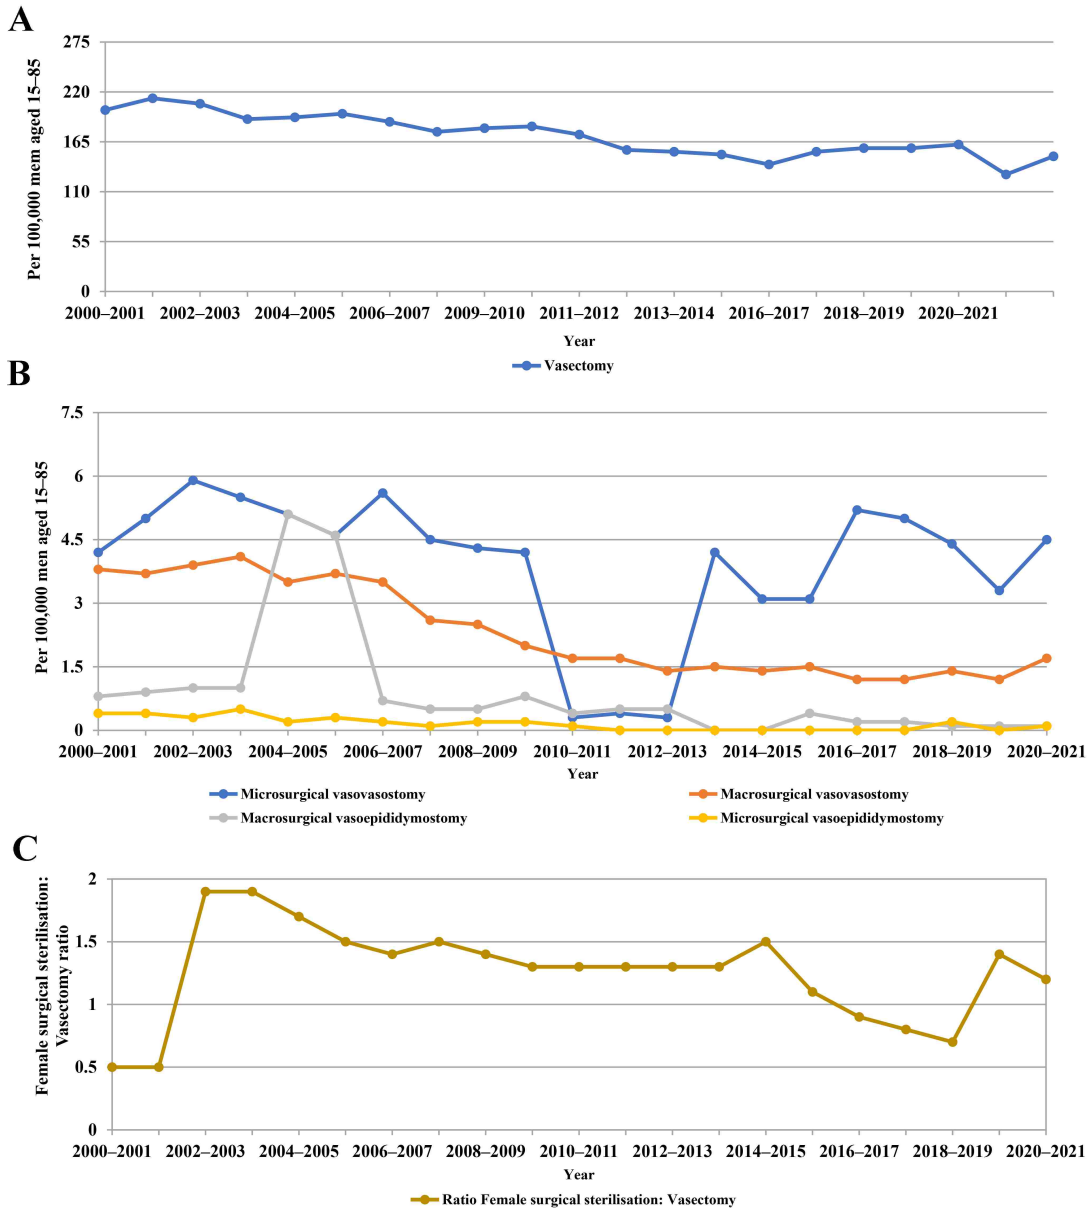 A
275
220
165
110
55
0
Per 100,000 mem aged 15–85
2000–2001 2002–2003 2004–2005 2006–2007 2009–2010 2011–2012 2013–2014 2016–2017 2018–2019 2020–2021
Year
Vasectomy
B
7.5
6
4.5
3
1.5
0
Per 100,000 men aged 15–85
2000–2001 2002–2003 2004–2005 2006–2007 2008–2009 2010–2011 2012–2013 2014–2015 2016–2017 2018–2019 2020–2021
Year
Microsurgical vasovasostomy Macrosurgical vasovasostomy
Macrosurgical vasoepididymostomy Microsurgical vasoepididymostomy
C
2
1.5
1
0.5
0
Female surgical sterilisation:
Vasectomy ratio
2000–2001 2002–2003 2004–2005 2006–2007 2008–2009 2010–2011 2012–2013 2014–2015 2016–2017 2018–2019 2020–2021
Year
Ratio Female surgical sterilisation: Vasectomy